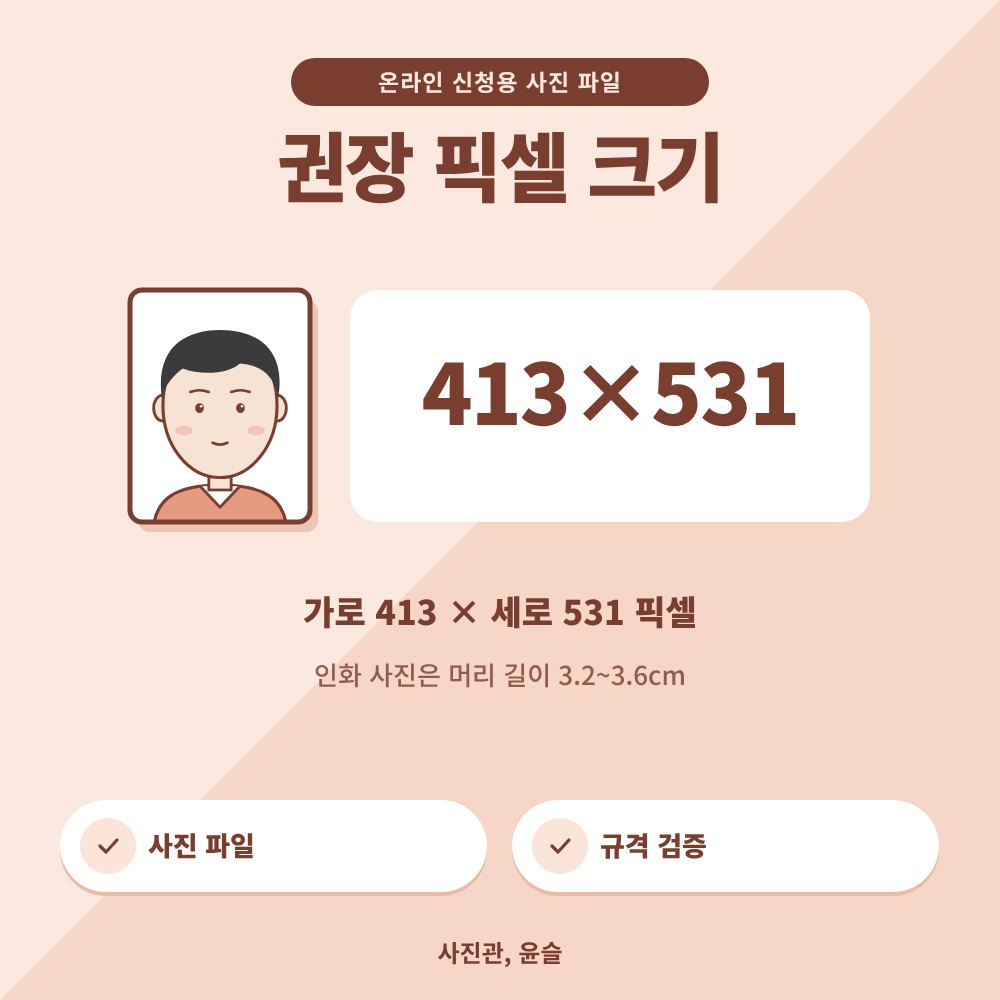 온라인 신청용 사진 파일
권장 픽셀 크기
413×531
가로 413 × 세로 531 픽셀
인화 사진은 머리 길이 3.2~3.6cm
사진 파일
규격 검증
사진관, 윤슬